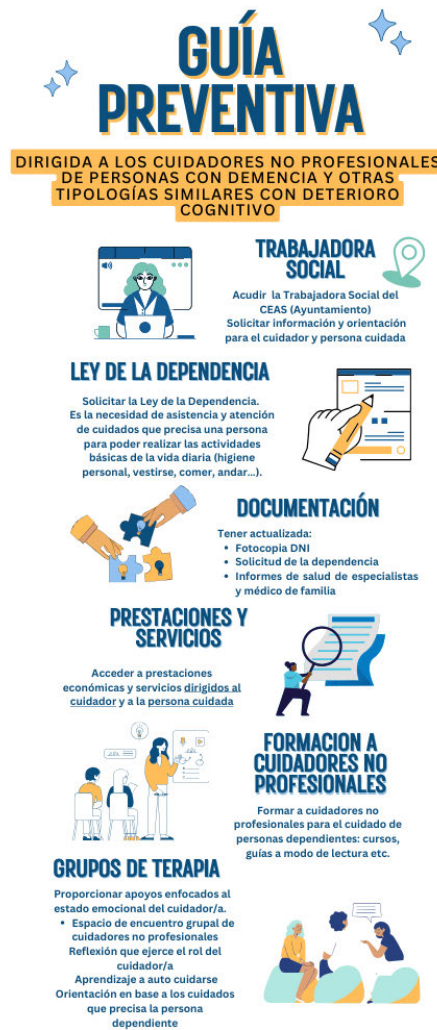 GUÍA
PREVENTIVA
DIRIGIDA A LOS CUIDADORES NO PROFESIONALES
DE PERSONAS CON DEMENCIA Y OTRAS
TIPOLOGÍAS SIMILARES CON DETERIORO
COGNITIVO
TRABAJADORA
SOCIAL
Acudir la Trabajadora Social del
CEAS (Ayuntamiento)
Solicitar información y orientación
para el cuidador y persona cuidada
LEY DE LA DEPENDENCIA
Solicitar la Ley de la Dependencia.
Es la necesidad de asistencia y atención
de cuidados que precisa una persona
para poder realizar las actividades
básicas de la vida diaria (higiene
personal, vestirse, comer, andar...).
DOCUMENTACIÓN
Tener actualizada:
• Fotocopia DNI
• Solicitud de la dependencia
• Informes de salud de especialistas
y médico de familia
PRESTACIONES Y
SERVICIOS
Acceder a prestaciones
económicas y servicios dirigidos al
cuidador y a la persona cuidada
FORMACION A
CUIDADORES NO
PROFESIONALES
Formar a cuidadores no
profesionales para el cuidado de
personas dependientes: cursos,
guías a modo de lectura etc.
GRUPOS DE TERAPIA
Proporcionar apoyos enfocados al
estado emocional del cuidador/a.
• Espacio de encuentro grupal de
cuidadores no profesionales
Reflexión que ejerce el rol del
cuidador/a
Aprendizaje a auto cuidarse
Orientación en base a los cuidados
que precisa la persona
dependiente